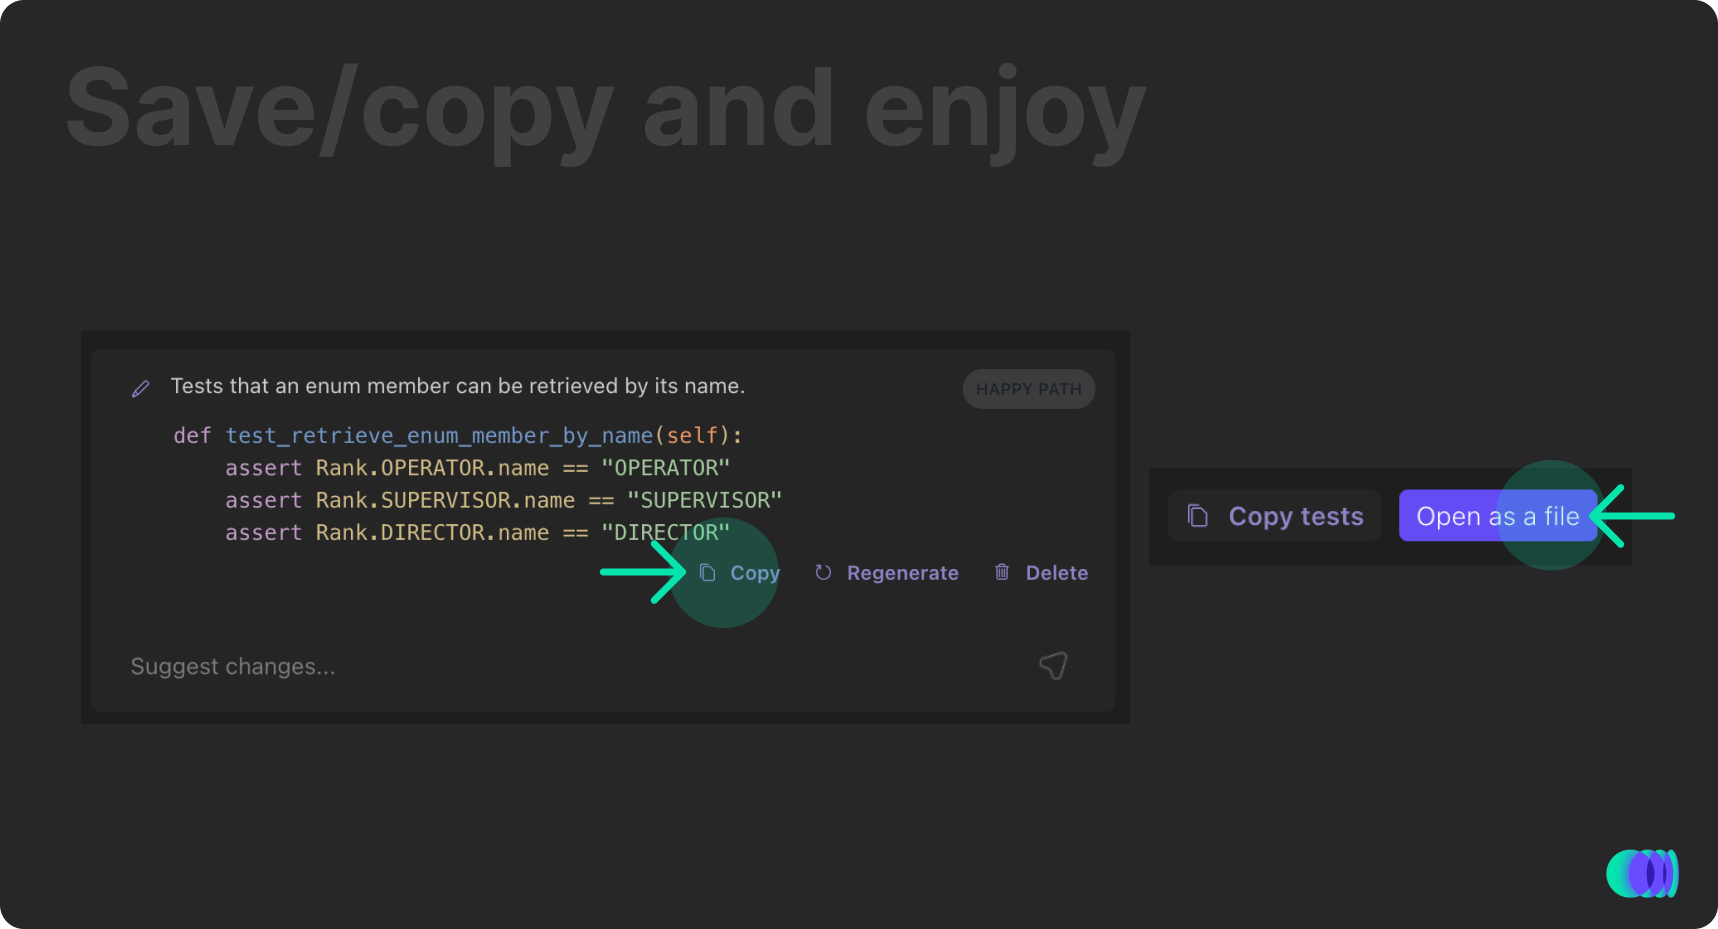 Save/copy and enjoy
Tests that an enum member can be retrieved by its name.
HAPPY PATH
def test_retrieve_enum_member_by_name(self):
    assert Rank.OPERATOR.name == "OPERATOR"
    assert Rank.SUPERVISOR.name == "SUPERVISOR"
    assert Rank.DIRECTOR.name == "DIRECTOR"
Copy Regenerate Delete
Suggest changes...
Copy tests Open as a file